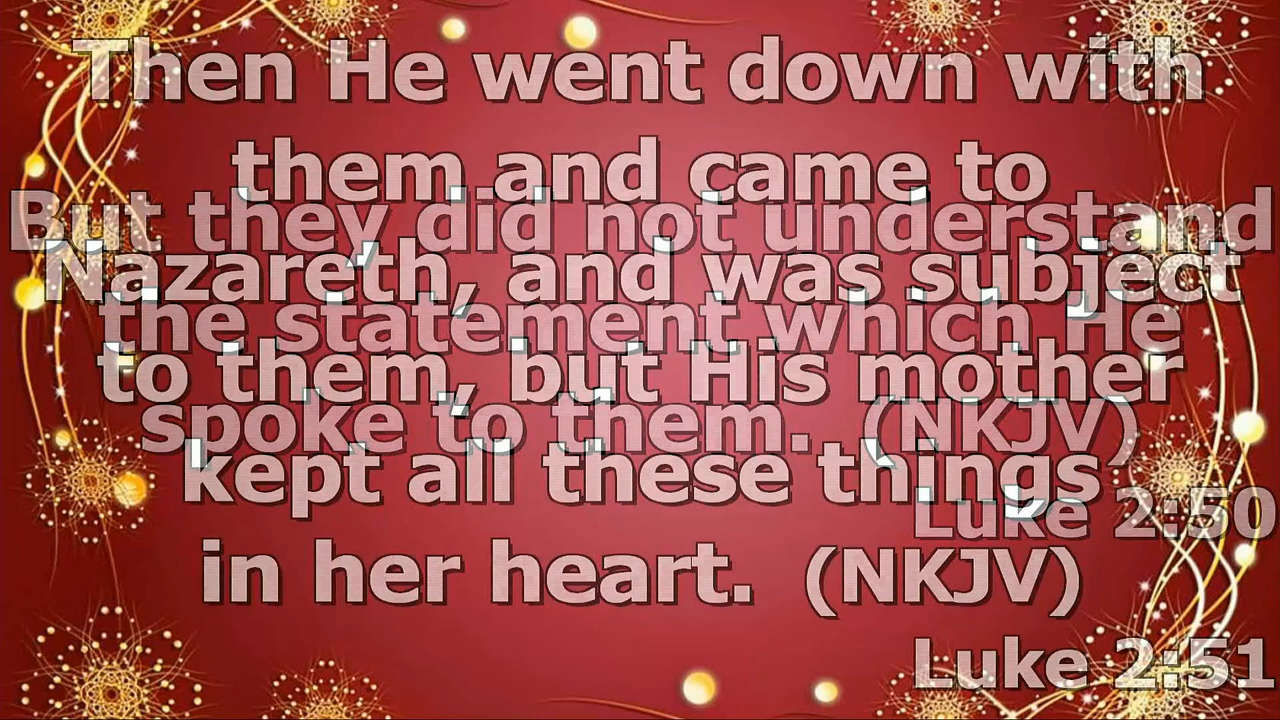 Then He went down with
them and came to
Nazareth, and was subject
to them, but His mother
kept all these things
in her heart. (NKJV)
Luke 2:51
But they did not understand
the statement which He
spoke to them. (NKJV)
Luke 2:50